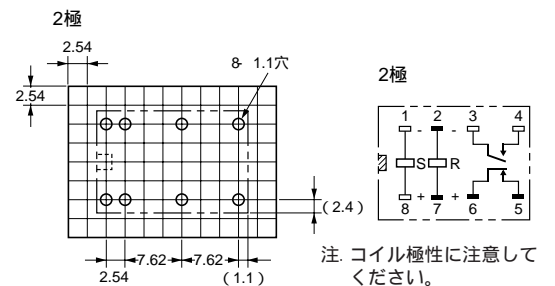 2極
2.54
2.54
8- 1.1穴
(2.4)
7.62
7.62
2.54
(1.1)
2極
1 2 3 4
- -
S R
+ +
8 7 6 5
注. コイル極性に注意して
ください。